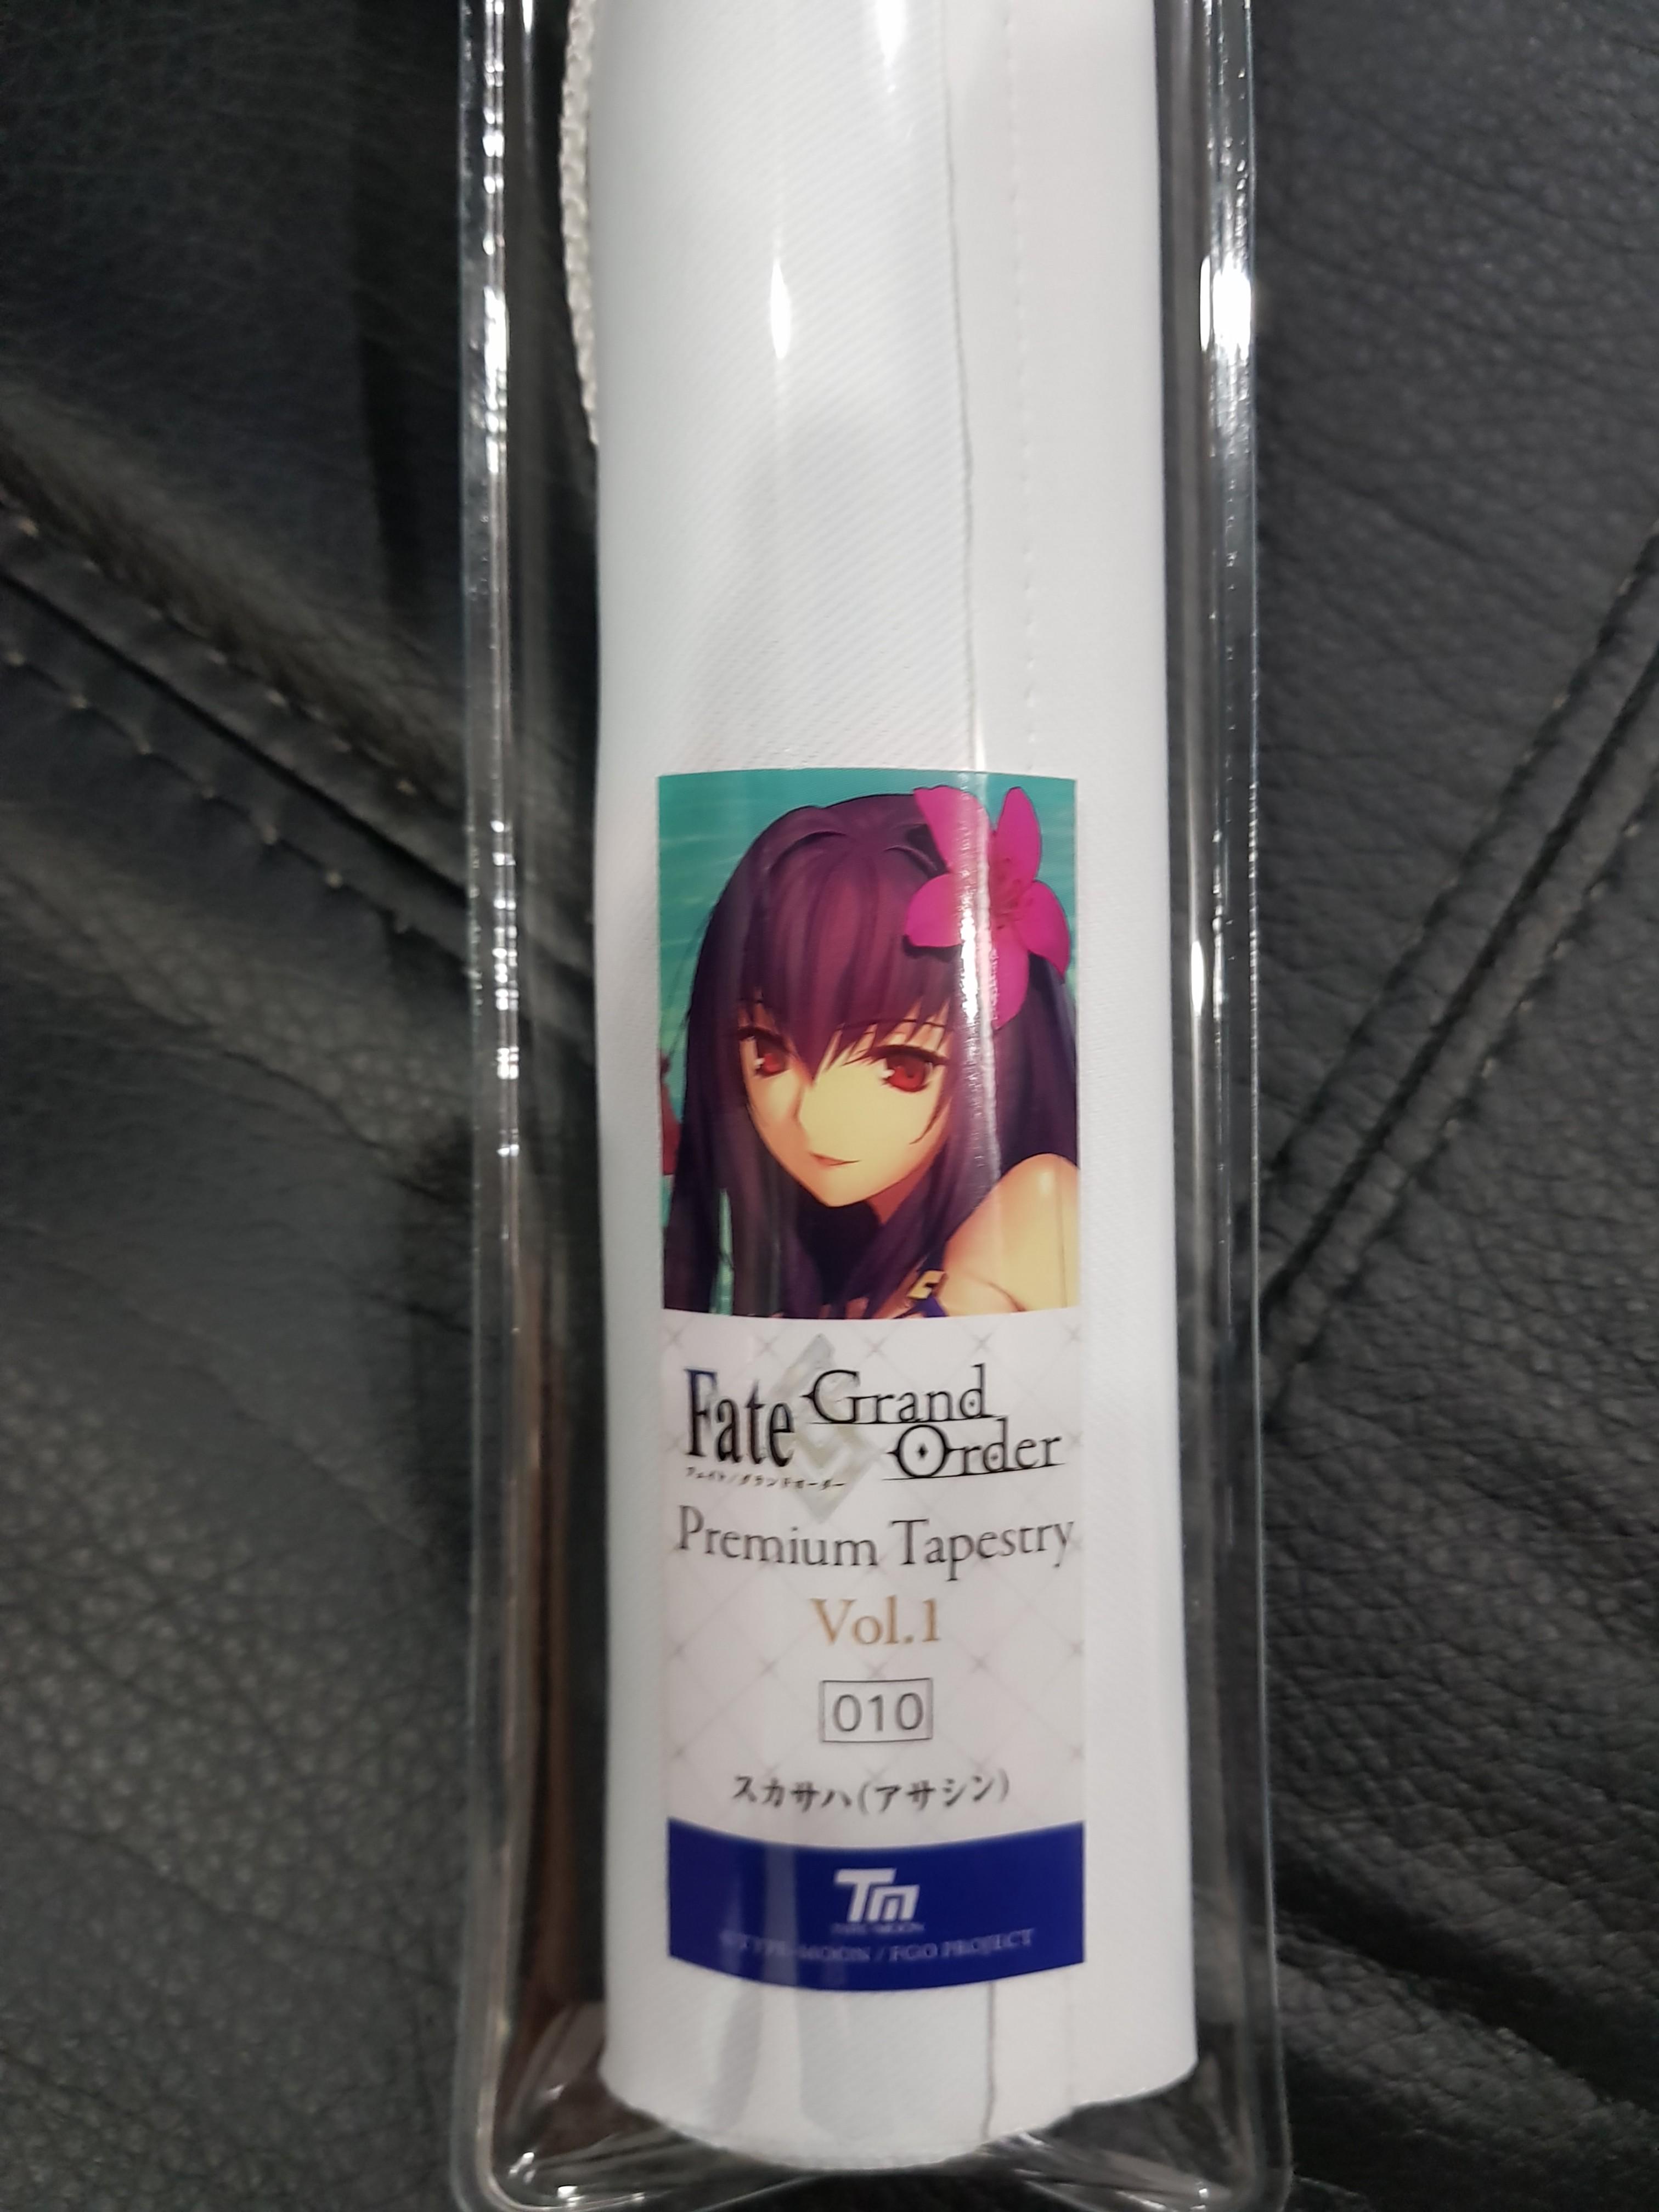 Fate
Grand
Order
フェイト/グランドオーダー
Premium Tapestry
Vol.1
010
スカサハ(アサシン)
TM
TYPE-MOON
©TYPE-MOON / FGO PROJECT